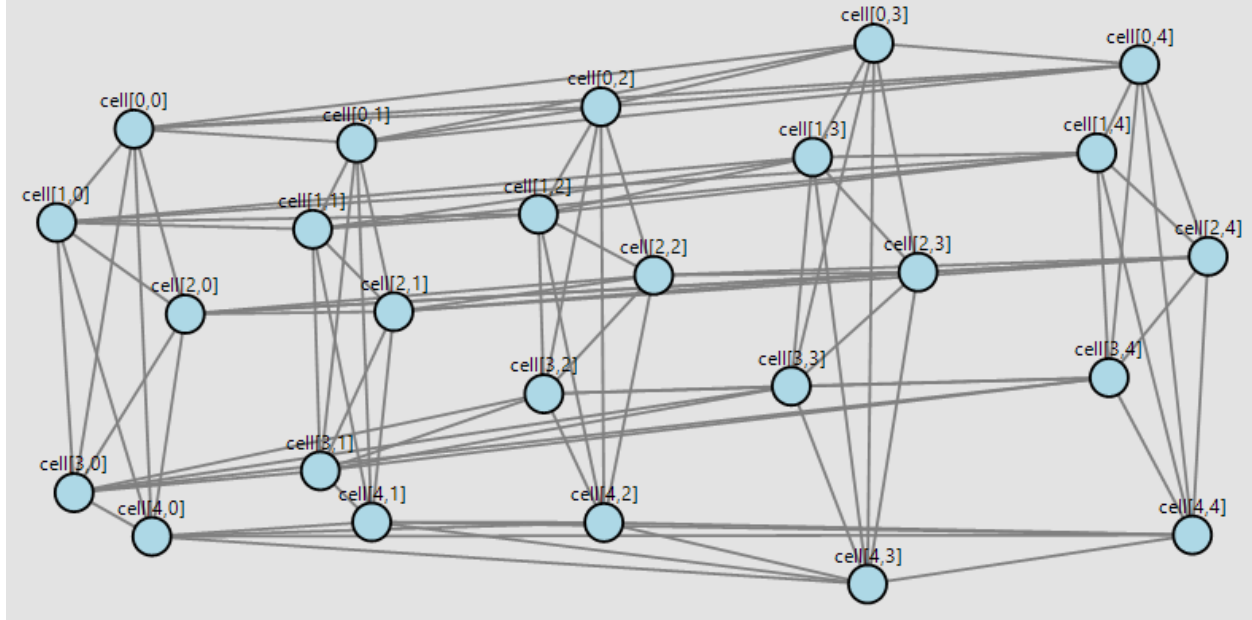 cell[0,0]
cell[0,1]
cell[0,2]
cell[0,3]
cell[0,4]
cell[1,0]
cell[1,1]
cell[1,2]
cell[1,3]
cell[1,4]
cell[2,0]
cell[2,1]
cell[2,2]
cell[2,3]
cell[2,4]
cell[3,0]
cell[3,1]
cell[3,2]
cell[3,3]
cell[3,4]
cell[4,0]
cell[4,1]
cell[4,2]
cell[4,3]
cell[4,4]